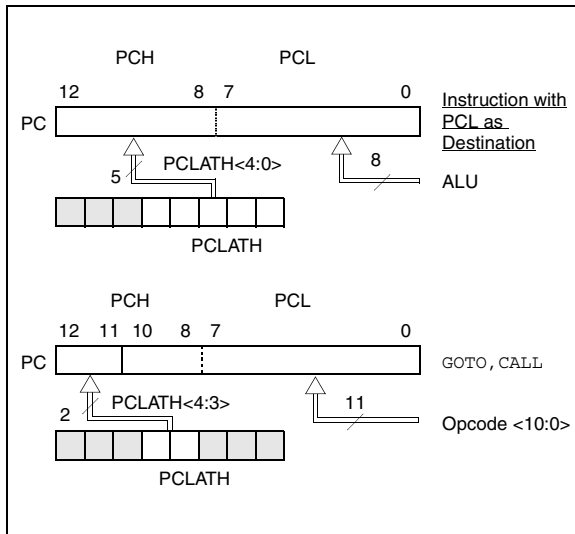 PCH PCL
12 8 7 0
PC
Instruction with
PCL as
Destination
5 PCLATH<4:0>
8
ALU
PCLATH
PCH PCL
12 11 10 8 7 0
PC
GOTO, CALL
2 PCLATH<4:3>
11
Opcode <10:0>
PCLATH